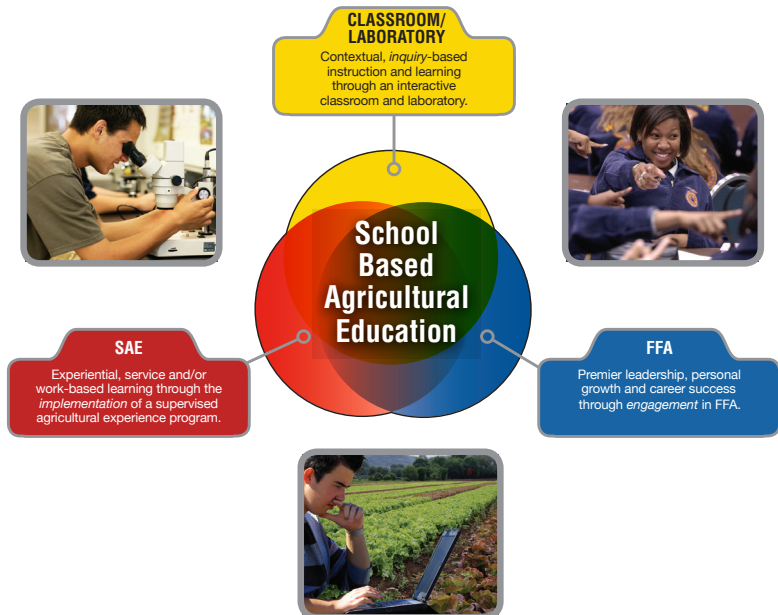 CLASSROOM/
LABORATORY
Contextual, inquiry-based
instruction and learning
through an interactive
classroom and laboratory.
School
Based
Agricultural
Education
SAE
Experiential, service and/or
work-based learning through the
implementation of a supervised
agricultural experience program.
FFA
Premier leadership, personal
growth and career success
through engagement in FFA.